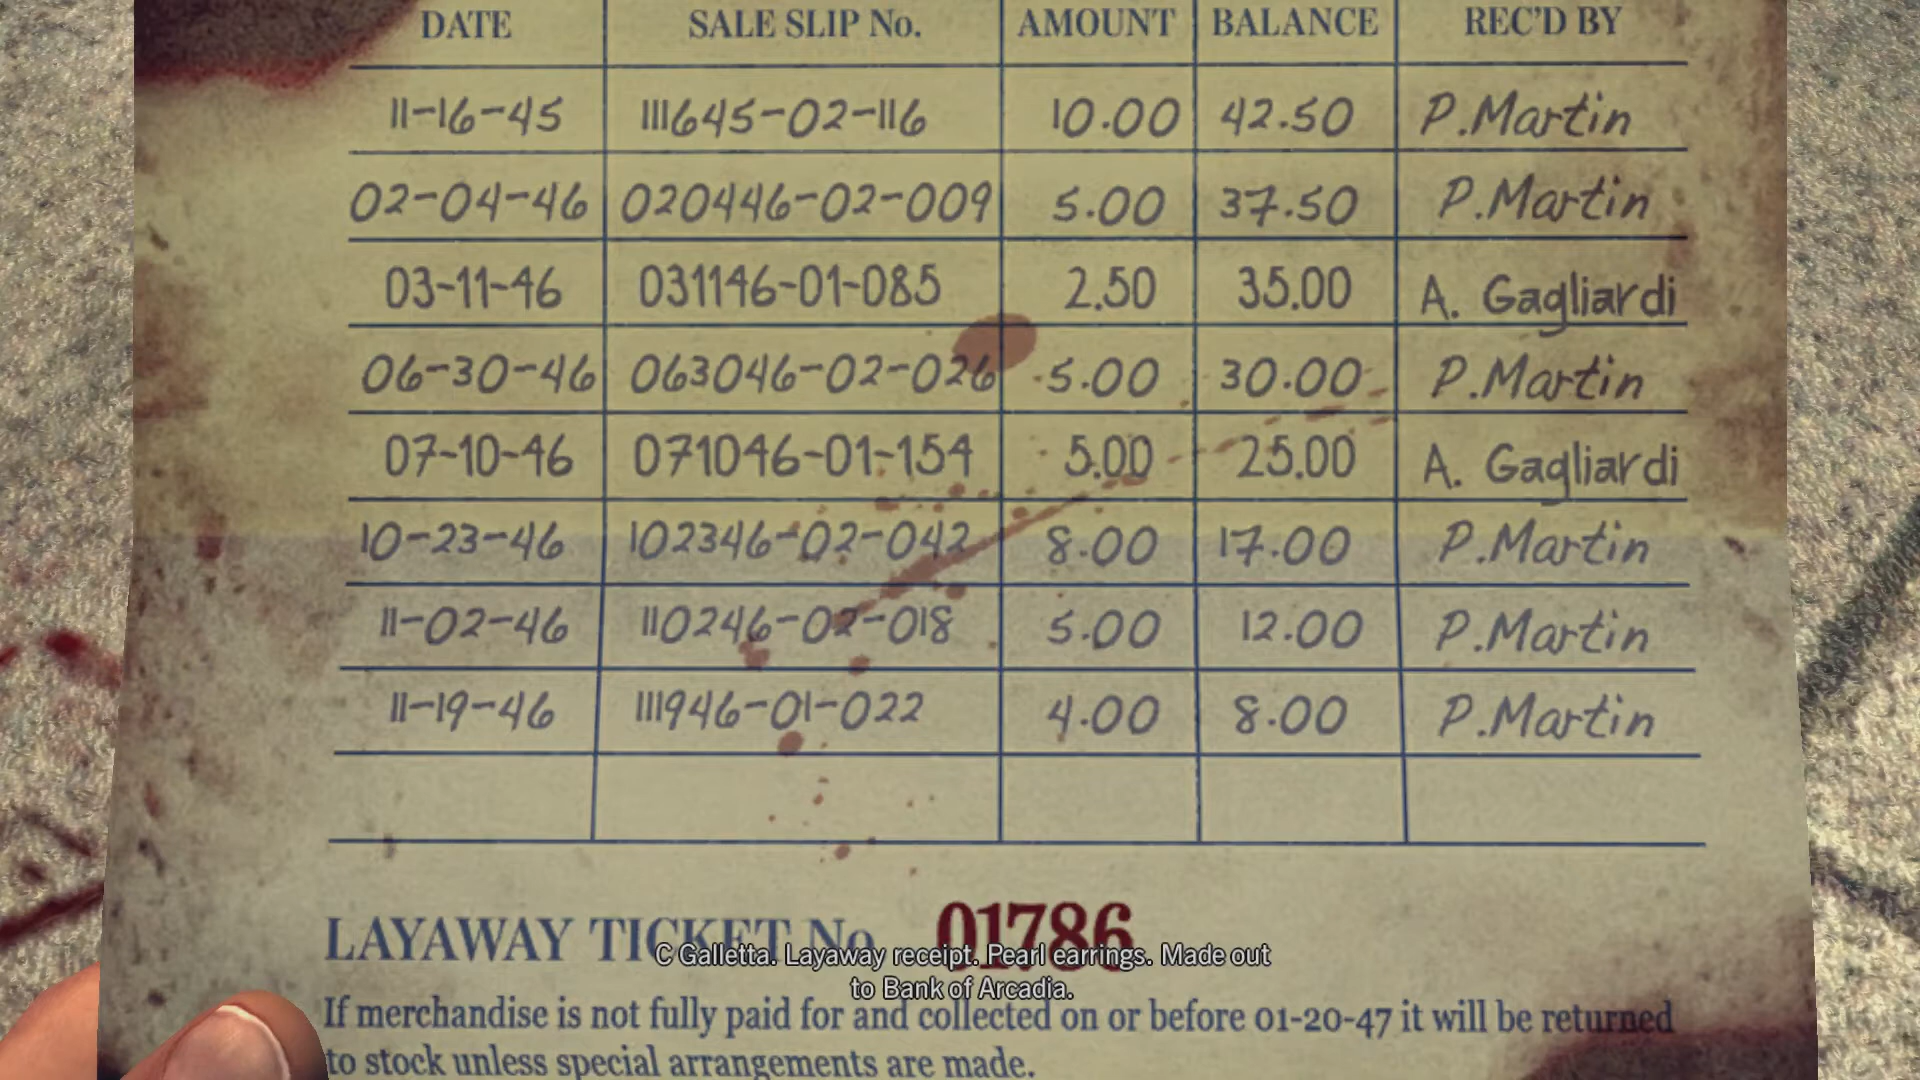 DATE SALE SLIP No. AMOUNT BALANCE REC'D BY
11-16-45 111645-02-116 10.00 42.50 P.Martin
02-04-46 020446-02-009 5.00 37.50 P.Martin
03-11-46 031146-01-085 2.50 35.00 A. Gagliardi
06-30-46 063046-02-026 5.00 30.00 P.Martin
07-10-46 071046-01-154 5.00 25.00 A. Gagliardi
10-23-46 102346-02-042 8.00 17.00 P.Martin
11-02-46 110246-02-018 5.00 12.00 P.Martin
11-19-46 111946-01-022 4.00 8.00 P.Martin
LAYAWAY TICKET No. 01786
C Galletta. Layaway receipt. Pearl earrings. Made out
to Bank of Arcadia.
If merchandise is not fully paid for and collected on or before 01-20-47 it will be returned
to stock unless special arrangements are made.